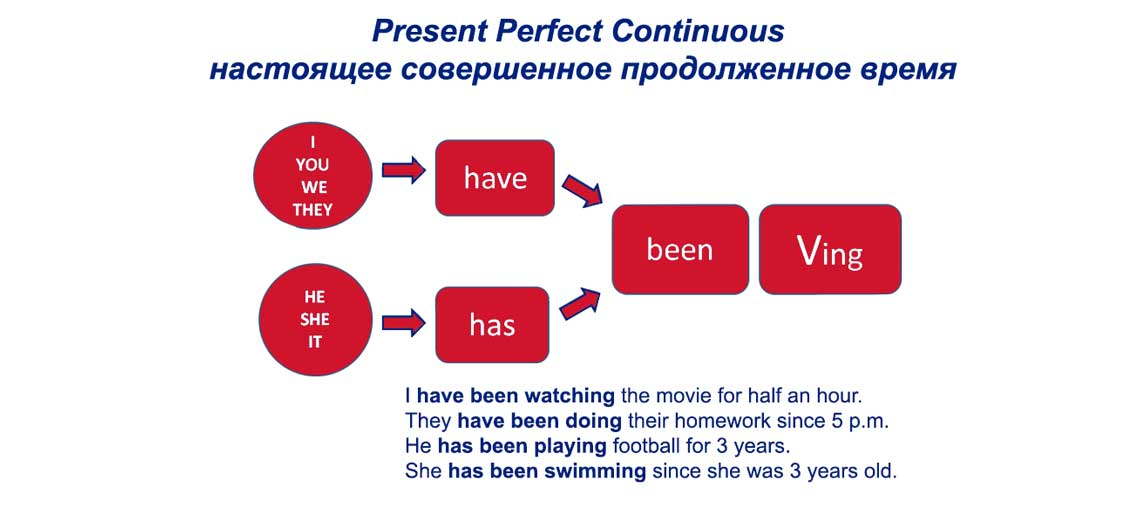 Present Perfect Continuous
настоящее совершенное продолженное время
I
YOU
WE
THEY
have
been
Ving
HE
SHE
IT
has
I have been watching the movie for half an hour.
They have been doing their homework since 5 p.m.
He has been playing football for 3 years.
She has been swimming since she was 3 years old.